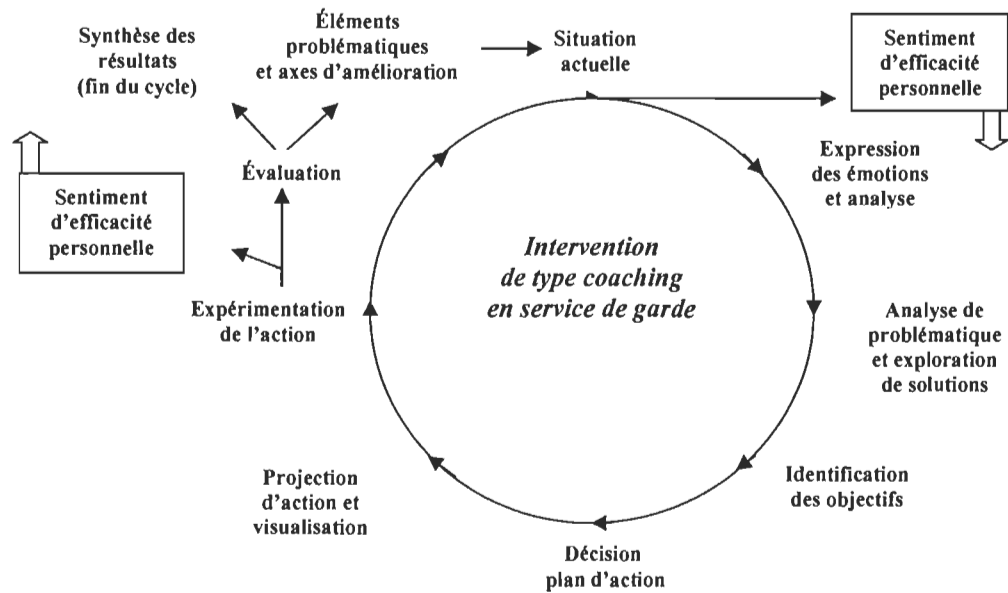 Synthèse des
résultats
(fin du cycle)
Éléments
problématiques
et axes d'amélioration
Situation
actuelle
Sentiment
d'efficacité
personnelle
Expression
des émotions
et analyse
Évaluation
Sentiment
d'efficacité
personnelle
Intervention
de type coaching
en service de garde
Expérimentation
de l'action
Analyse de
problématique
et exploration
de solutions
Projection
d'action et
visualisation
Identification
des objectifs
Décision
plan d'action